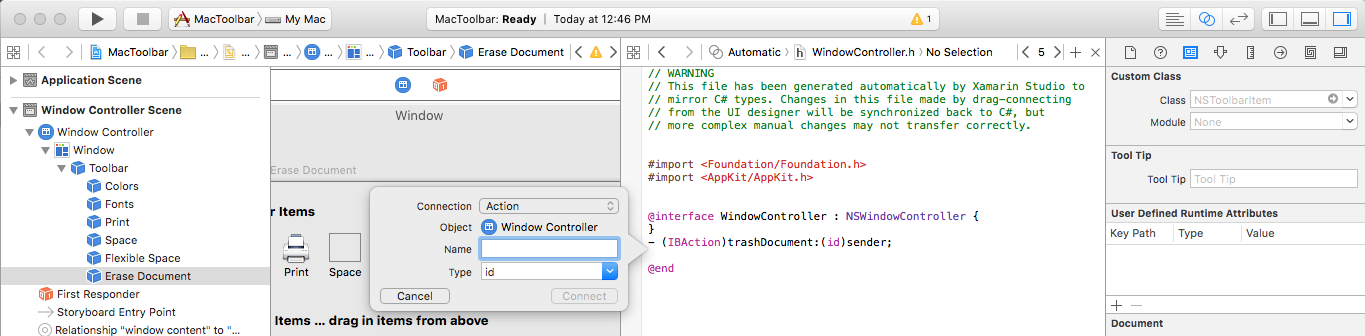 MacToolbar
My Mac
MacToolbar: Ready | Today at 12:46 PM
1
MacToolbar
...
...
...
...
...
Toolbar
Erase Document
Automatic
h
WindowController.h
No Selection
5
Application Scene
Window Controller Scene
Window Controller
Window
Toolbar
Colors
Fonts
Print
Space
Flexible Space
Erase Document
First Responder
Storyboard Entry Point
Relationship "window content" to "...
Window
Erase Document
r Items
Print
Space
Items ... drag in items from above
Connection
Action
Object
Window Controller
Name
Type
id
Cancel
Connect
// WARNING
// This file has been generated automatically by Xamarin Studio to
// mirror C# types. Changes in this file made by drag-connecting
// from the UI designer will be synchronized back to C#, but
// more complex manual changes may not transfer correctly.
#import <Foundation/Foundation.h>
#import <AppKit/AppKit.h>
@interface WindowController : NSWindowController {
}
- (IBAction)trashDocument:(id)sender;
@end
Custom Class
Class
NSToolbarItem
Module
None
Tool Tip
Tool Tip
Tool Tip
User Defined Runtime Attributes
Key Path
Type
Value
Document